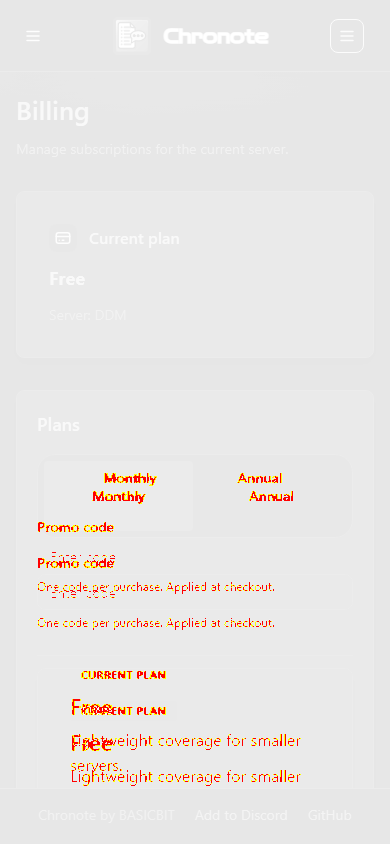 Chronote
Billing
Manage subscriptions for the current server.
Current plan
Free
Server: DDM
Plans
Monthly Annual
Monthly Annual
Promo code
Enter code
Promo code
One code per purchase. Applied at checkout.
Enter code
One code per purchase. Applied at checkout.
CURRENT PLAN
Free
CURRENT PLAN
Lightweight coverage for smaller
Free
servers.
Lightweight coverage for smaller
Chronote by BASICBIT Add to Discord GitHub